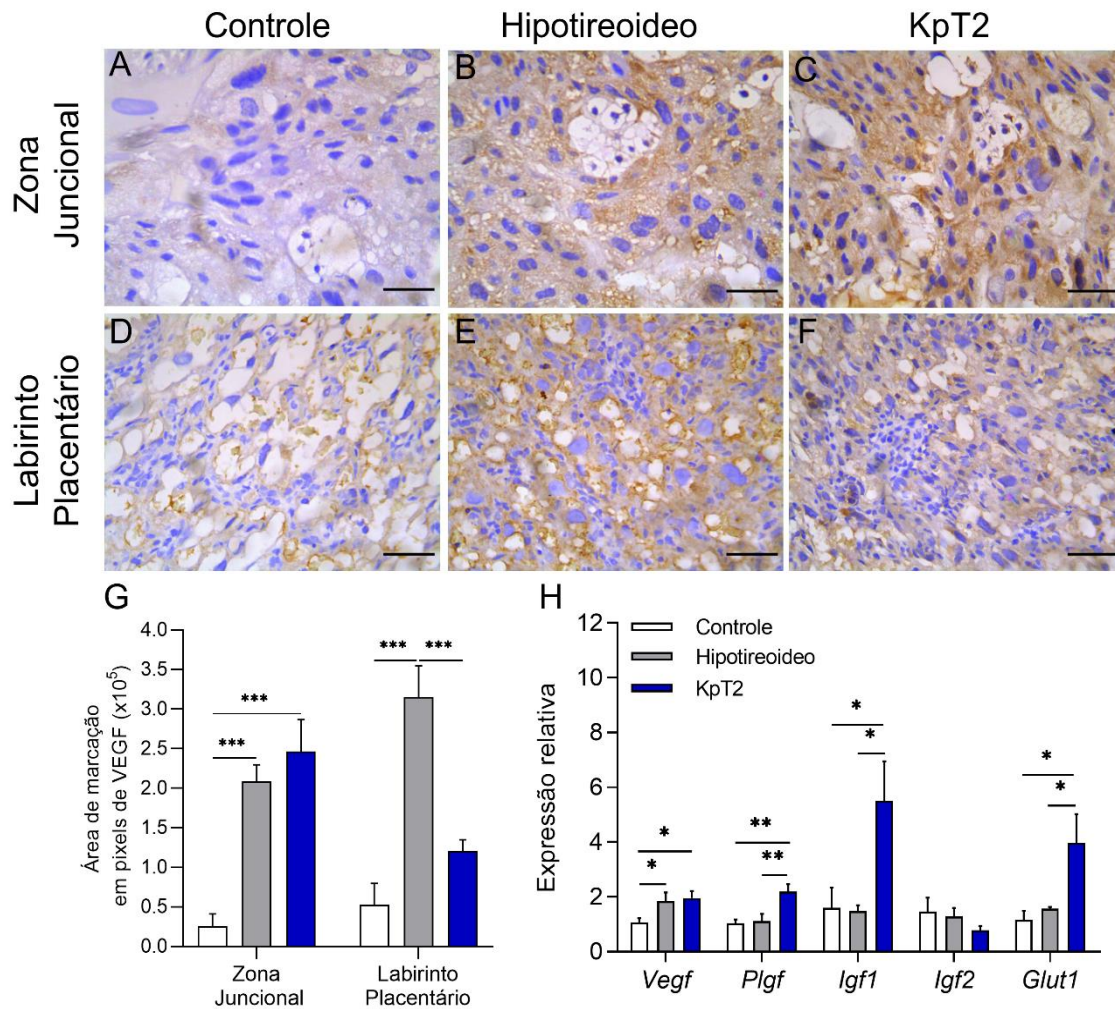 Controle
Hipotireoideo
KpT2
Zona
Juncional
A
B
C
Labirinto
Placentário
D
E
F
G
Área de marcação
em pixels de VEGF (x10⁵)
4.0
3.5
3.0
2.5
2.0
1.5
1.0
0.5
0.0
***
***
***
***
Zona
Juncional
Labirinto
Placentário
H
Expressão relativa
12
10
8
6
4
2
0
Controle
Hipotireoideo
KpT2
*
*
**
**
*
*
*
*
Vegf
Plgf
Igf1
Igf2
Glut1